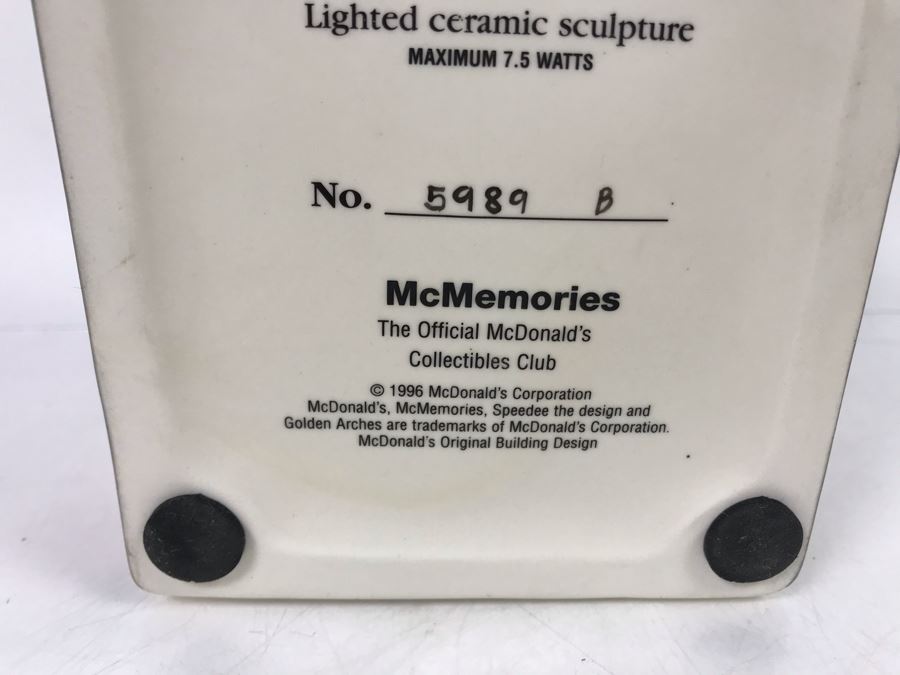 Lighted ceramic sculpture
MAXIMUM 7.5 WATTS
No. 5989 B
McMemories
The Official McDonald's
Collectibles Club
© 1996 McDonald's Corporation
McDonald's, McMemories, Speedee the design and
Golden Arches are trademarks of McDonald's Corporation.
McDonald's Original Building Design